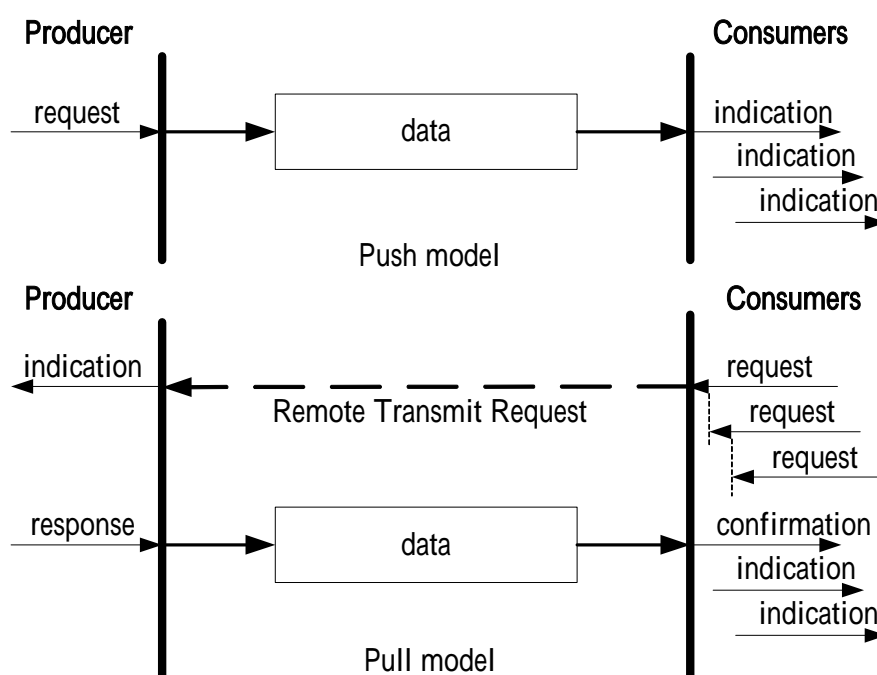 Producer
Consumers
request
data
indication
indication
indication
Push model
Producer
Consumers
indication
request
Remote Transmit Request
request
request
response
data
confirmation
indication
indication
Pull model